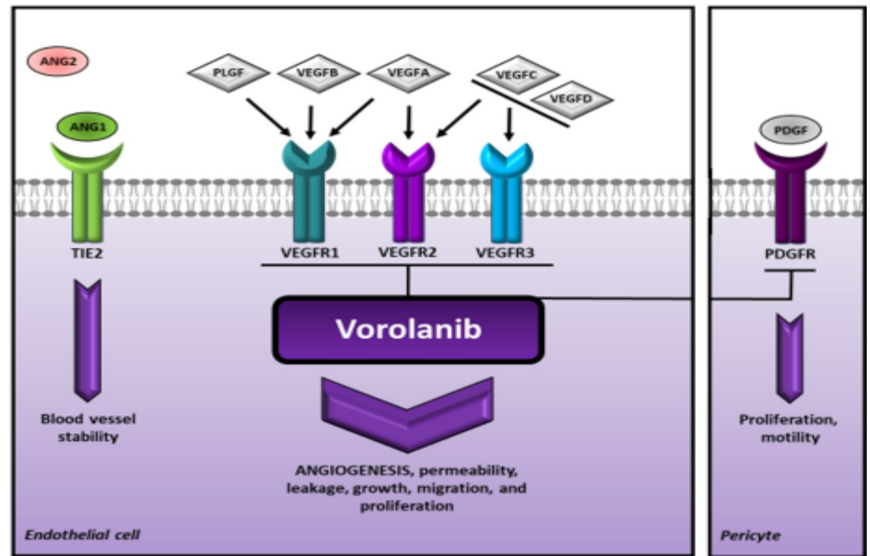 ANG2
PLGF
VEGFB
VEGFA
VEGFC
VEGFD
ANG1
PDGF
TIE2
VEGFR1
VEGFR2
VEGFR3
PDGFR
Vorolanib
Blood vessel
stability
Proliferation,
motility
ANGIOGENESIS, permeability,
leakage, growth, migration, and
proliferation
Endothelial cell
Pericyte